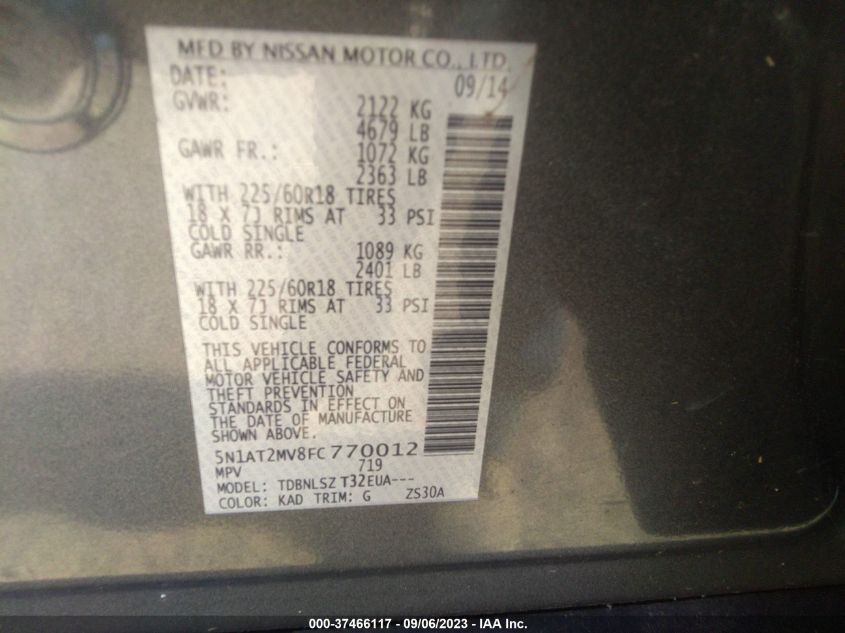 MFD BY NISSAN MOTOR CO., LTD.
DATE: 09/14
GVWR: 2122 KG
4679 LB
GAWR FR.: 1072 KG
2363 LB
WITH 225/60R18 TIRES
18 X 7J RIMS AT 33 PSI
COLD SINGLE
GAWR RR.: 1089 KG
2401 LB
WITH 225/60R18 TIRES
18 X 7J RIMS AT 33 PSI
COLD SINGLE
THIS VEHICLE CONFORMS TO
ALL APPLICABLE FEDERAL
MOTOR VEHICLE SAFETY AND
THEFT PREVENTION
STANDARDS IN EFFECT ON
THE DATE OF MANUFACTURE
SHOWN ABOVE.
5N1AT2MV8FC770012
MPV 719
MODEL: TDBNLSZ T32EUA---
COLOR: KAD TRIM: G ZS30A
000-37466117 - 09/06/2023 - IAA Inc.